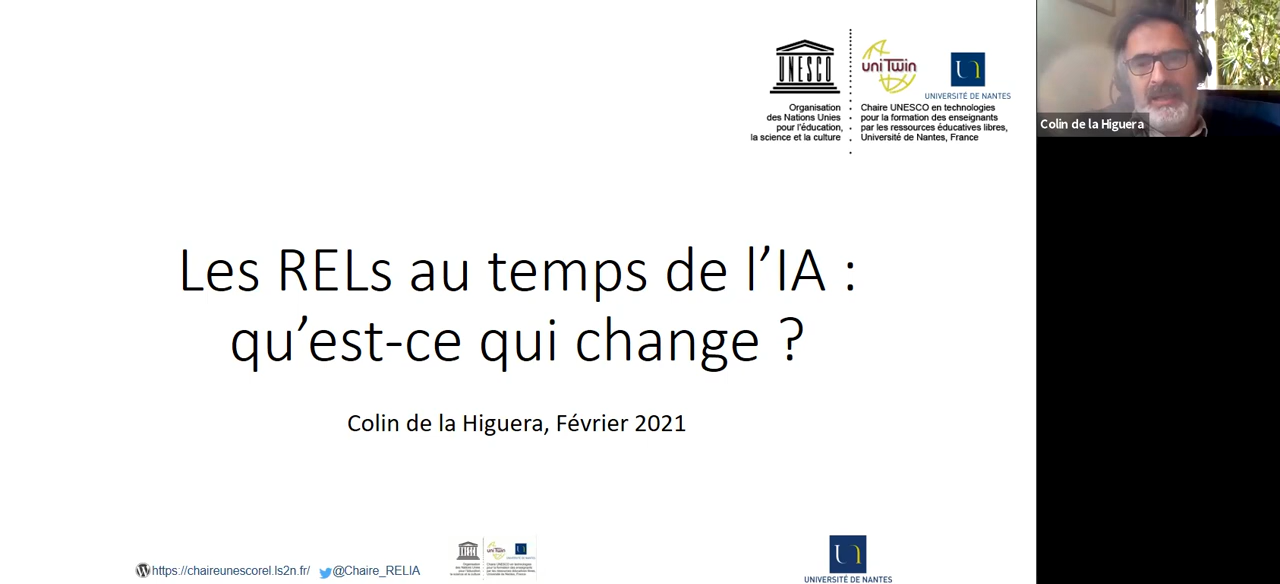 UNESCO
uniTwin
UNIVERSITÉ DE NANTES
Organisation
des Nations Unies
pour l'éducation,
la science et la culture
Chaire UNESCO en technologies
pour la formation des enseignants
par les ressources éducatives libres,
Université de Nantes, France
Colin de la Higuera
Les RELs au temps de l'IA :
qu'est-ce qui change ?
Colin de la Higuera, Février 2021
https://chaireunescorel.ls2n.fr/
@Chaire_RELIA
UNIVERSITÉ DE NANTES